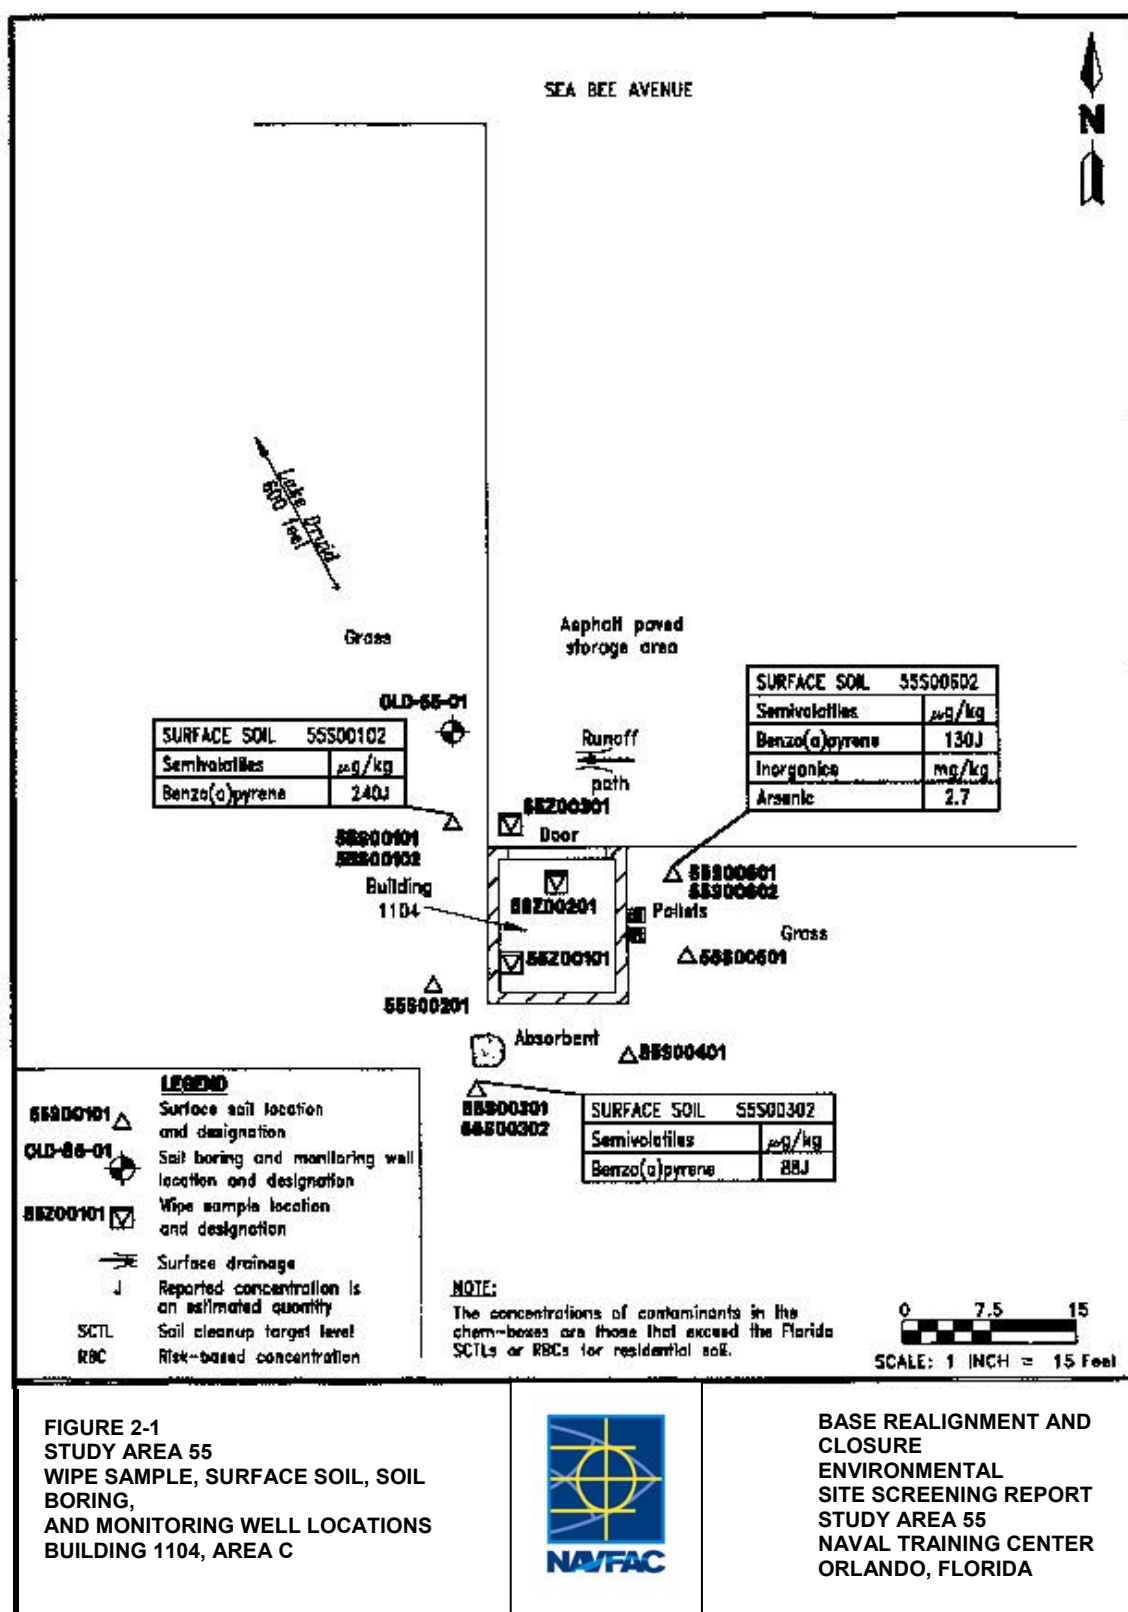 SEA BEE AVENUE
N
Lake Druid
600 feet
Grass
Asphalt paved
storage area
OLD-55-01
SURFACE SOIL 55S00102
Semivolatiles µg/kg
Benzo(a)pyrene 240J
Runoff
path
SURFACE SOIL 55S00602
Semivolatiles µg/kg
Benzo(a)pyrene 130J
Inorganics mg/kg
Arsenic 2.7
55Z00301
Door
55S00101
55S00102
Building
1104
55Z00201
55S00601
55S00602
Pallets
Grass
55Z00101
55S00501
55S00201
Absorbent
55S00401
55S00301
55S00302
SURFACE SOIL 55S00302
Semivolatiles µg/kg
Benzo(a)pyrene 88J
LEGEND
55S00101 Surface soil location
and designation
OLD-55-01 Soil boring and monitoring well
location and designation
55Z00101 Wipe sample location
and designation
Surface drainage
J Reported concentration is
an estimated quantity
SCTL Soil cleanup target level
RBC Risk-based concentration
NOTE:
The concentrations of contaminants in the
chem-boxes are those that exceed the Florida
SCTLs or RBCs for residential soil.
0 7.5 15
SCALE: 1 INCH = 15 Feet
FIGURE 2-1
STUDY AREA 55
WIPE SAMPLE, SURFACE SOIL, SOIL
BORING,
AND MONITORING WELL LOCATIONS
BUILDING 1104, AREA C
NAVFAC
BASE REALIGNMENT AND
CLOSURE
ENVIRONMENTAL
SITE SCREENING REPORT
STUDY AREA 55
NAVAL TRAINING CENTER
ORLANDO, FLORIDA